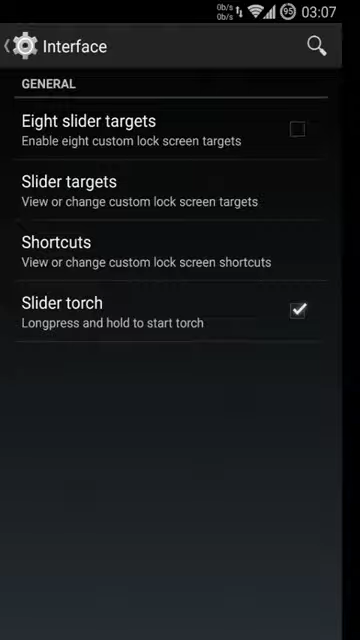 0b/s
0b/s
95
03:07
Interface
GENERAL
Eight slider targets
Enable eight custom lock screen targets
Slider targets
View or change custom lock screen targets
Shortcuts
View or change custom lock screen shortcuts
Slider torch
Longpress and hold to start torch